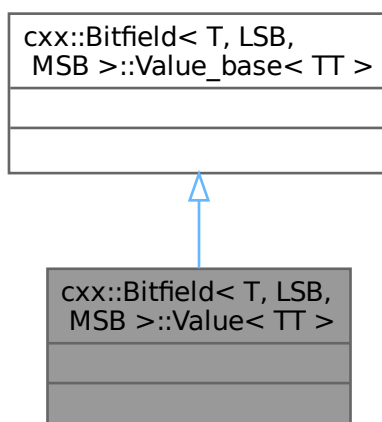 cxx::Bitfield< T, LSB,
MSB >::Value_base< TT >
cxx::Bitfield< T, LSB,
MSB >::Value< TT >